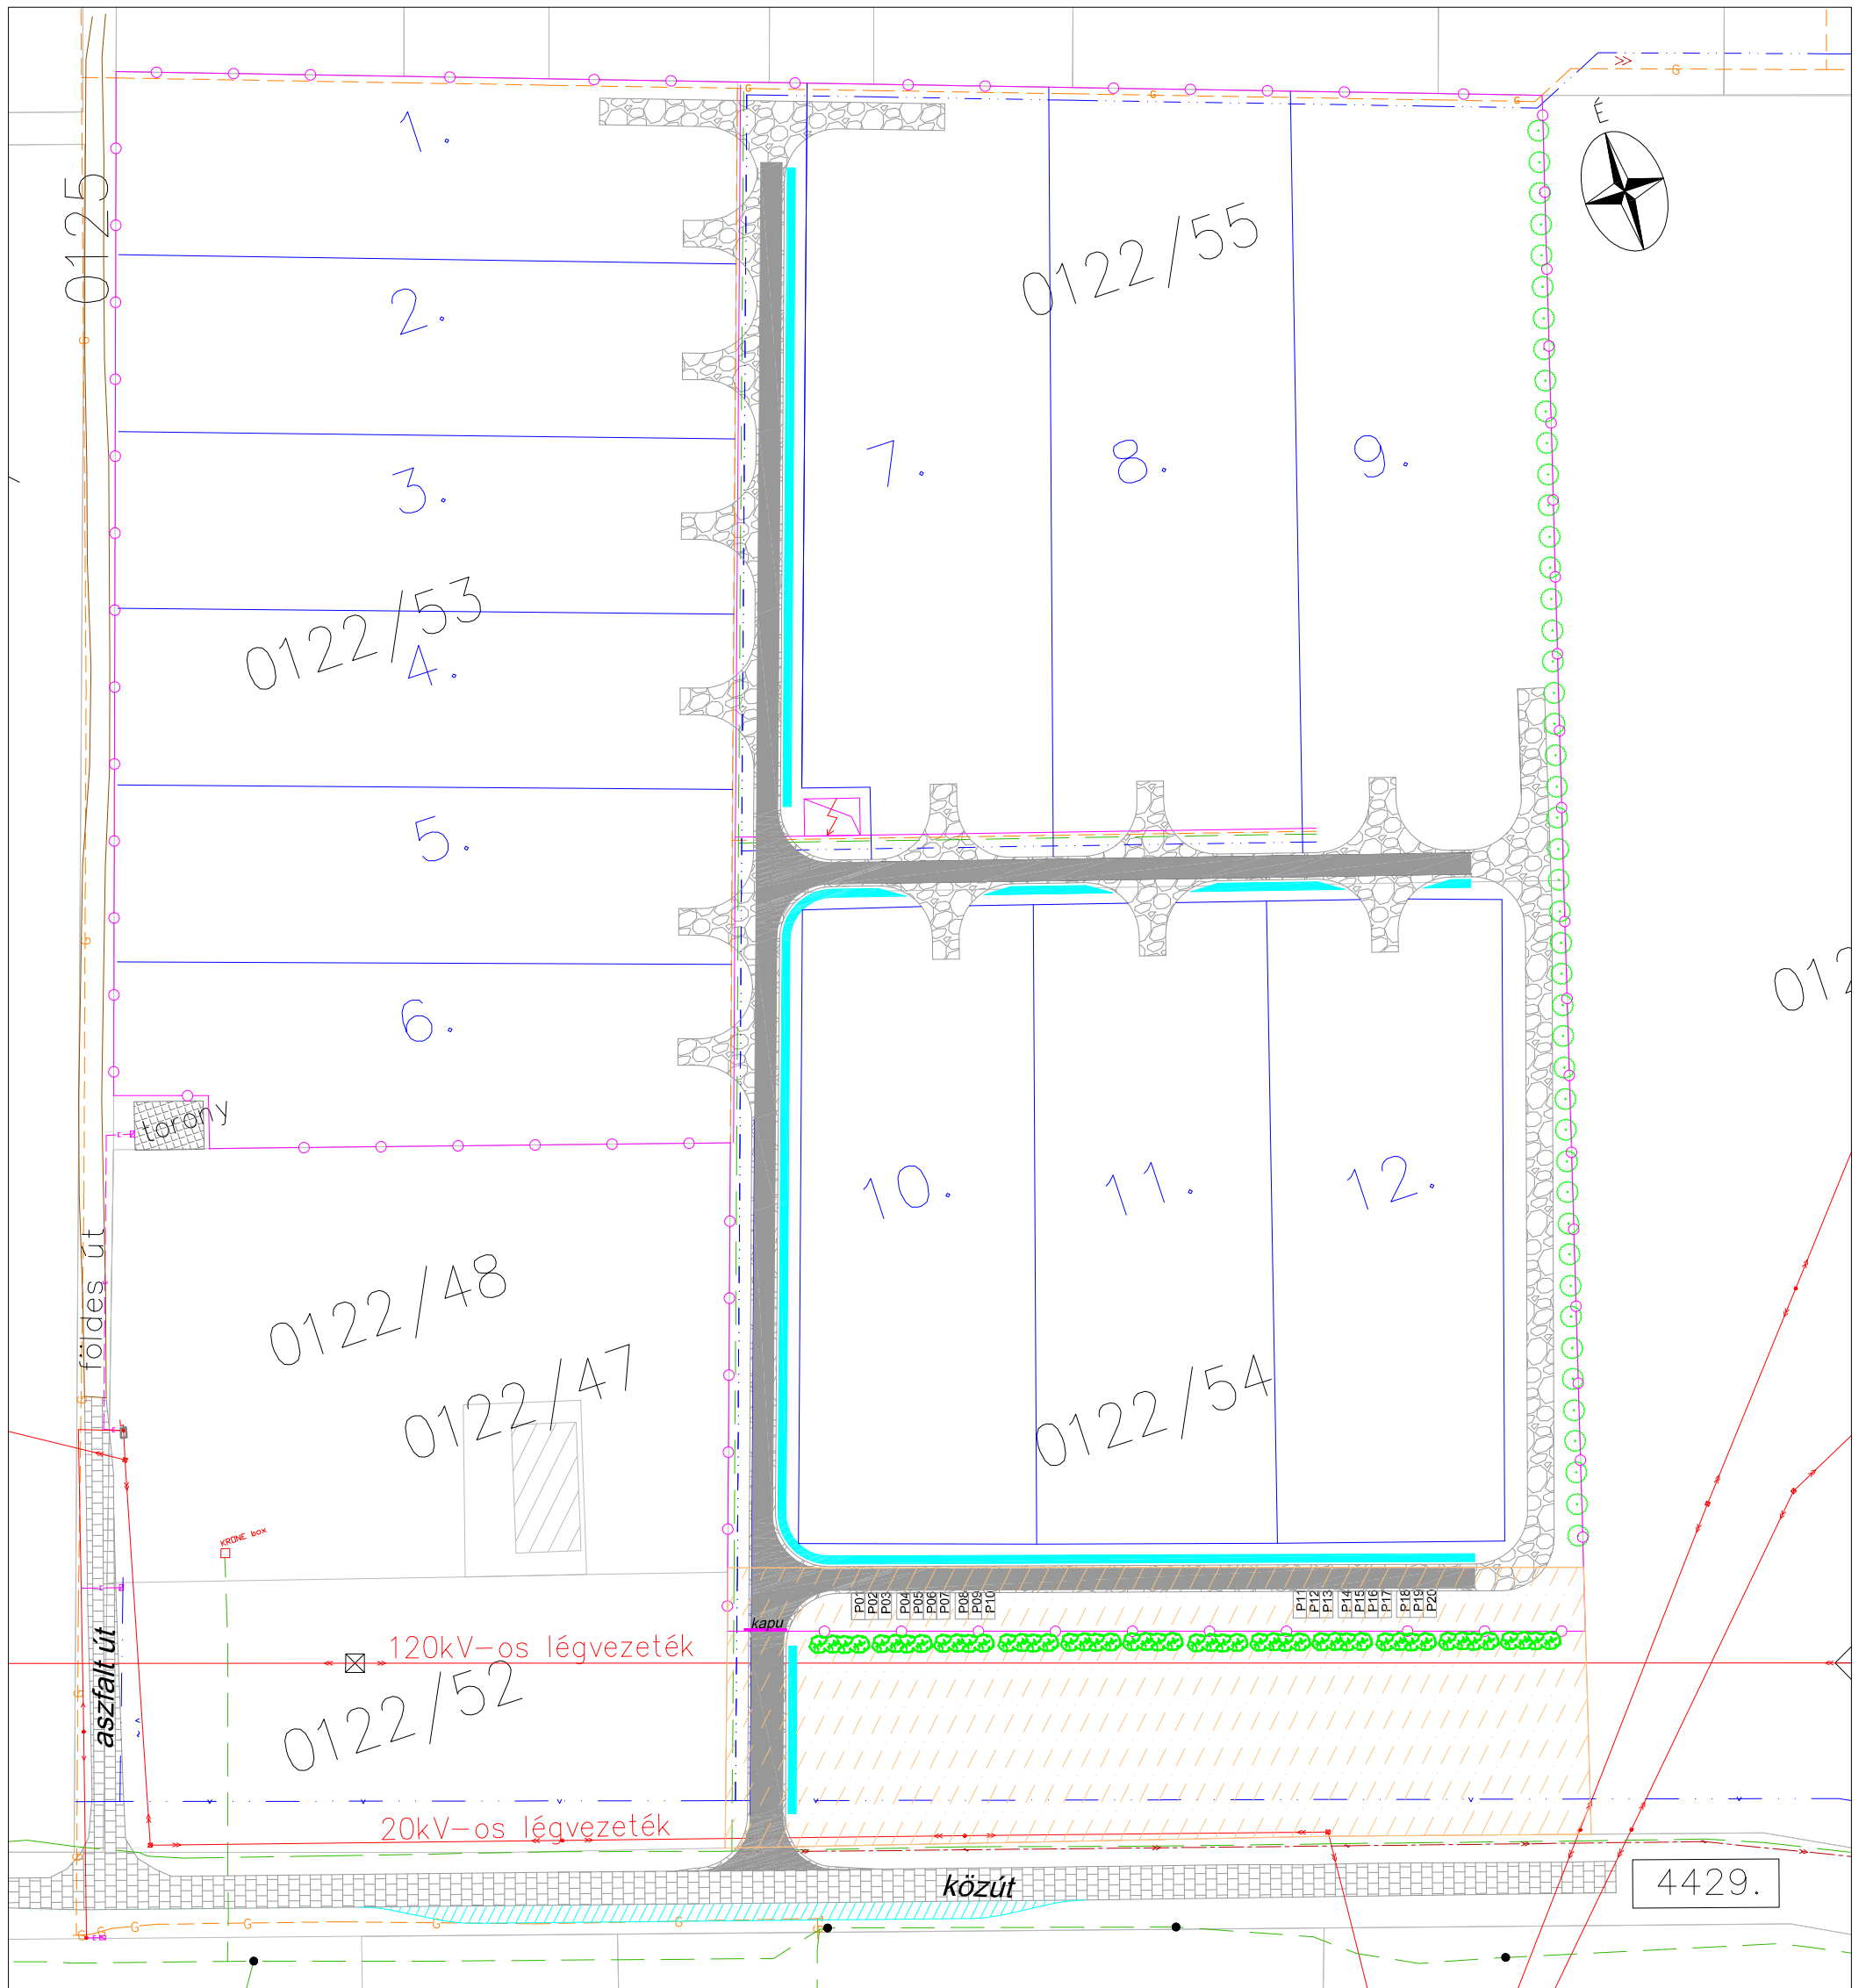 É
1.
0125
2.
0122/55
3.
7.
8.
9.
0122/53
4.
5.
6.
012
torony
10.
11.
12.
földes út
0122/48
0122/47
0122/54
KRONE box
P01
P02
P03
P04
P05
P06
P07
P08
P09
P10
P11
P12
P13
P14
P15
P16
P17
P18
P19
P20
kapu
120kV-os légvezeték
aszfalt út
0122/52
20kV-os légvezeték
közút
4429.
G
G
G
G
G
G
G
G
G
G
G
G